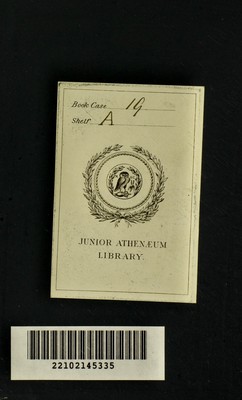 Book Case 19
Shelf A
JUNIOR ATHENÆUM
LIBRARY.
22102145335